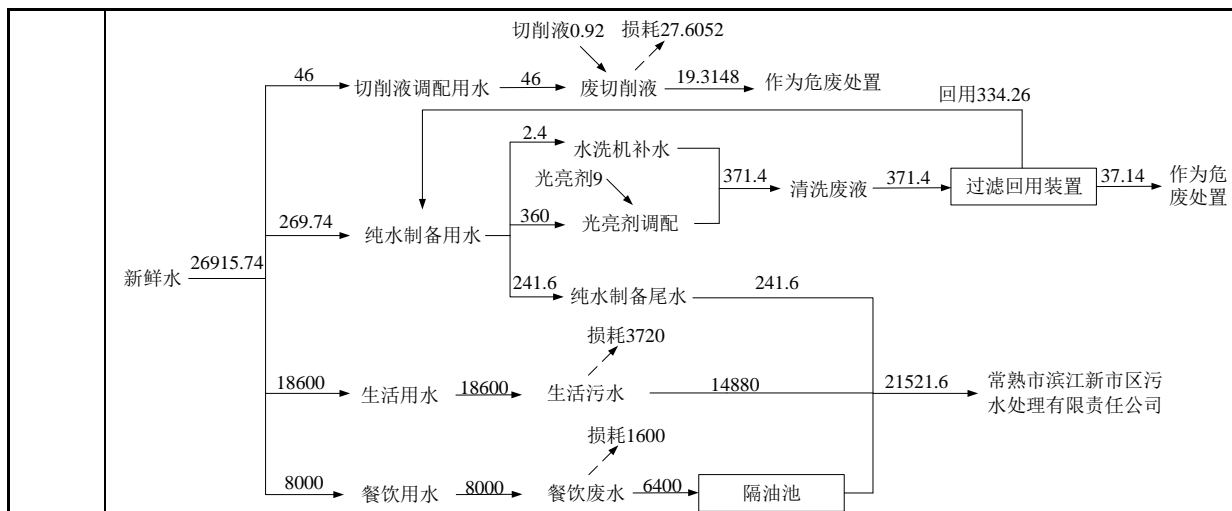 切削液0.92
损耗27.6052
46
切削液调配用水
46
废切削液
19.3148
作为危废处置
回用334.26
2.4
水洗机补水
光亮剂9
371.4
清洗废液
371.4
过滤回用装置
37.14
作为危
废处置
269.74
纯水制备用水
360
光亮剂调配
新鲜水
26915.74
241.6
纯水制备尾水
241.6
损耗3720
18600
生活用水
18600
生活污水
14880
21521.6
常熟市滨江新市区污
水处理有限责任公司
损耗1600
8000
餐饮用水
8000
餐饮废水
6400
隔油池